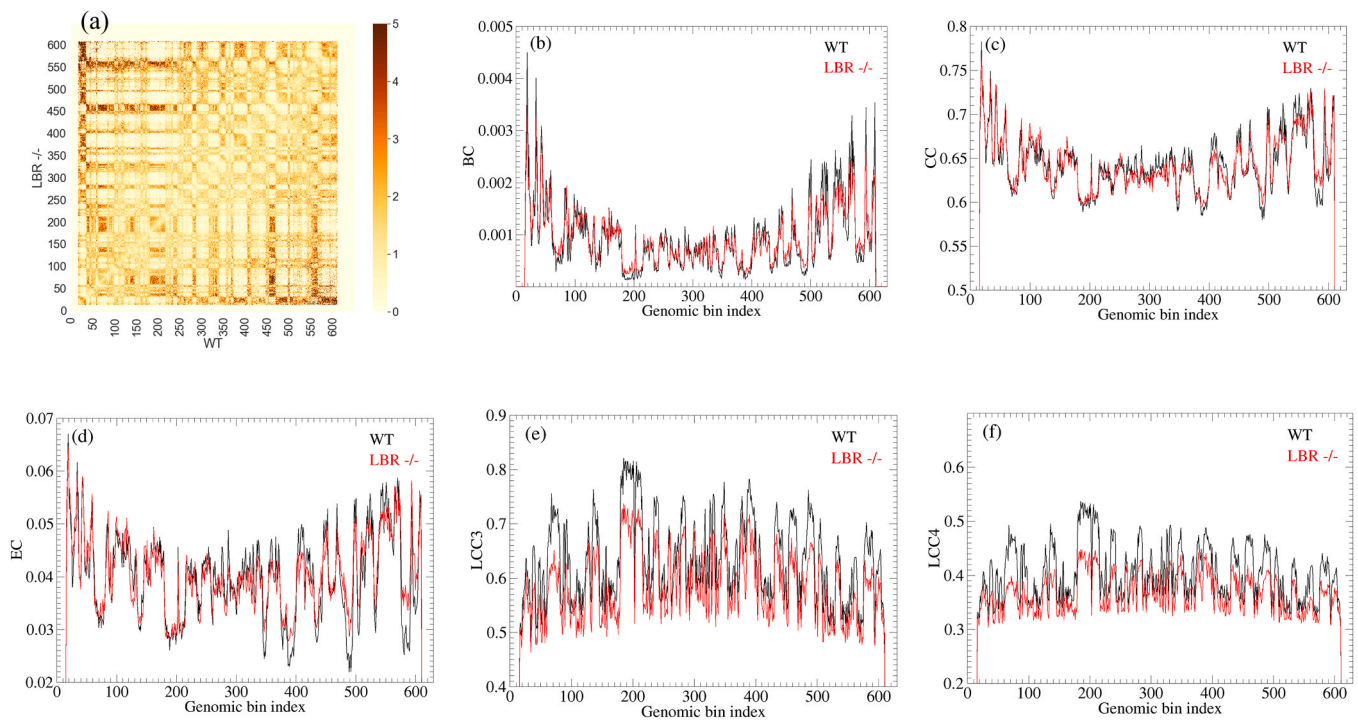 (a)
650
600
550
500
450
400
350
300
250
200
150
100
50
0
LBR -/-
0 50 100 150 200 250 300 350 400 450 500 550 600
WT
5
4
3
2
1
0
(b)
WT
LBR -/-
0.005
0.004
0.003
0.002
0.001
BC
0 100 200 300 400 500 600
Genomic bin index
(c)
WT
LBR -/-
0.8
0.75
0.7
0.65
0.6
0.55
0.5
CC
0 100 200 300 400 500 600
Genomic bin index
(d)
WT
LBR -/-
0.07
0.06
0.05
0.04
0.03
0.02
EC
0 100 200 300 400 500 600
Genomic bin index
(e)
WT
LBR -/-
0.9
0.8
0.7
0.6
0.5
0.4
LCC3
0 100 200 300 400 500 600
Genomic bin index
(f)
WT
LBR -/-
0.6
0.5
0.4
0.3
0.2
LCC4
0 100 200 300 400 500 600
Genomic bin index